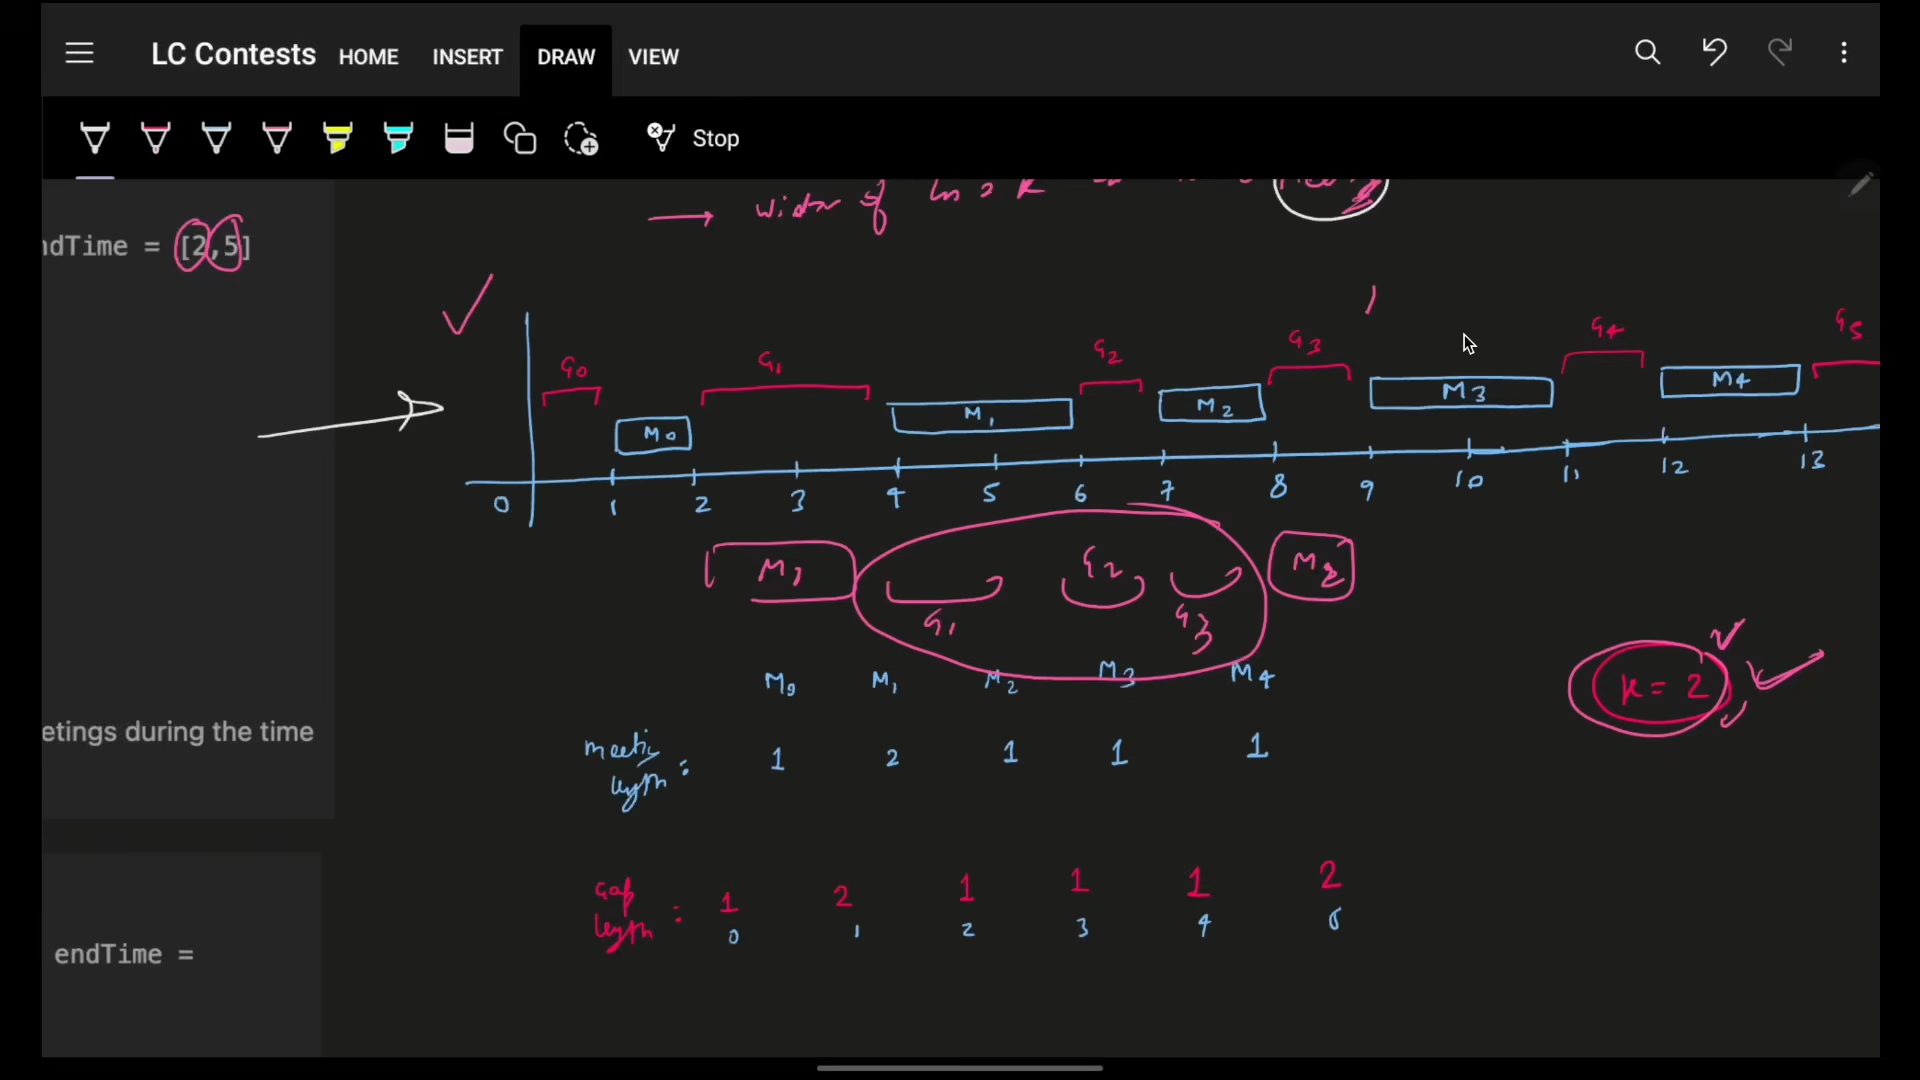 LC Contests HOME INSERT DRAW VIEW
Stop
→ of
ndTime = [2,5]
G0 G1 G2 G3 G4 G5
M0 M1 M2 M3 M4
0 1 2 3 4 5 6 7 8 9 10 11 12 13
M1 G2 M2
G1 G3
k = 2
M0 M1 M2 M3 M4
etings during the time
meeting length : 1 2 1 1 1
Gap length : 1 2 1 1 1 2
0 1 2 3 4 5
endTime =